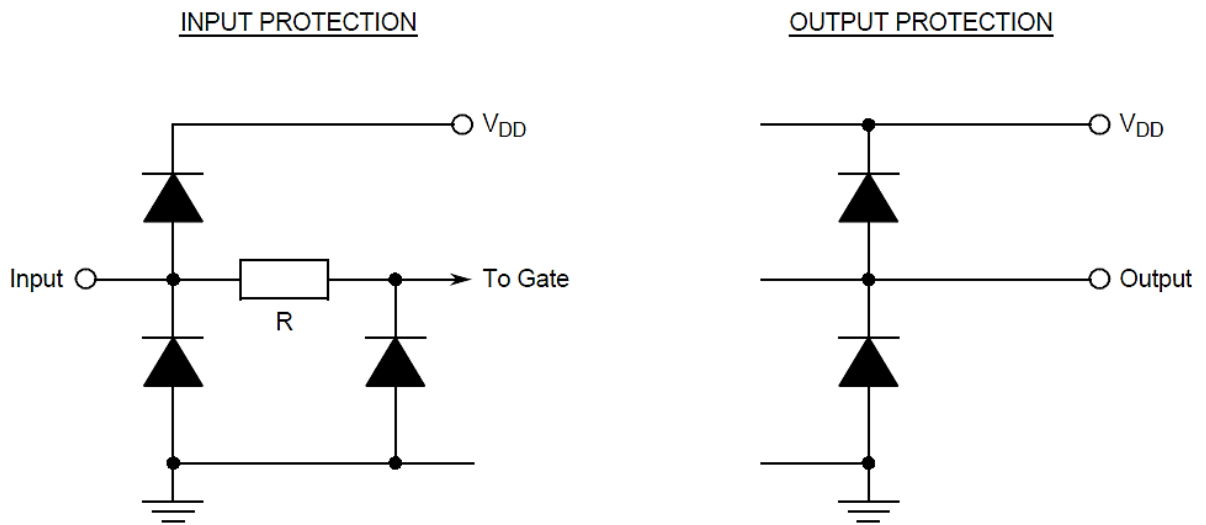 INPUT PROTECTION
OUTPUT PROTECTION
VDD
VDD
Input
To Gate
Output
R